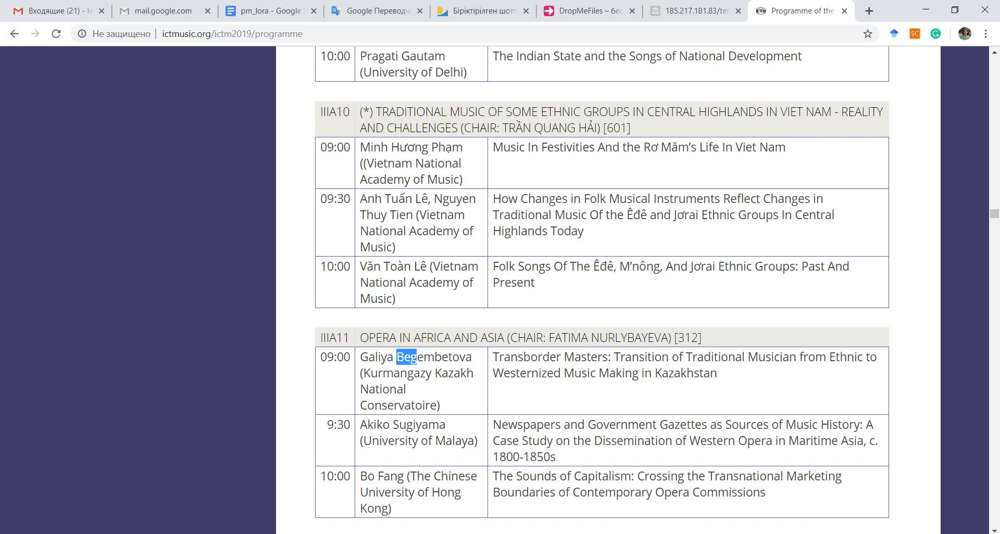 Входящие (21) - le
mail.google.com
pm_lora - Google
Google Переводч
Біріктірілген шотт
DropMeFiles – бес
185.217.181.83/ter
Programme of the
Не защищено
ictmusic.org/ictm2019/programme
SC
10:00 Pragati Gautam The Indian State and the Songs of National Development
(University of Delhi)
IIIA10 (*) TRADITIONAL MUSIC OF SOME ETHNIC GROUPS IN CENTRAL HIGHLANDS IN VIET NAM - REALITY
AND CHALLENGES (CHAIR: TRẦN QUANG HẢI) [601]
09:00 Minh Hương Phạm Music In Festivities And the Rơ Măm’s Life In Viet Nam
((Vietnam National
Academy of Music)
09:30 Anh Tuấn Lê, Nguyen How Changes in Folk Musical Instruments Reflect Changes in
Thuy Tien (Vietnam Traditional Music Of the Êđê and Jơrai Ethnic Groups In Central
National Academy of Highlands Today
Music)
10:00 Văn Toàn Lê (Vietnam Folk Songs Of The Êđê, M’nông, And Jơrai Ethnic Groups: Past And
National Academy of Present
Music)
IIIA11 OPERA IN AFRICA AND ASIA (CHAIR: FATIMA NURLYBAYEVA) [312]
09:00 Galiya Begembetova Transborder Masters: Transition of Traditional Musician from Ethnic to
(Kurmangazy Kazakh Westernized Music Making in Kazakhstan
National
Conservatoire)
9:30 Akiko Sugiyama Newspapers and Government Gazettes as Sources of Music History: A
(University of Malaya) Case Study on the Dissemination of Western Opera in Maritime Asia, c.
1800-1850s
10:00 Bo Fang (The Chinese The Sounds of Capitalism: Crossing the Transnational Marketing
University of Hong Boundaries of Contemporary Opera Commissions
Kong)